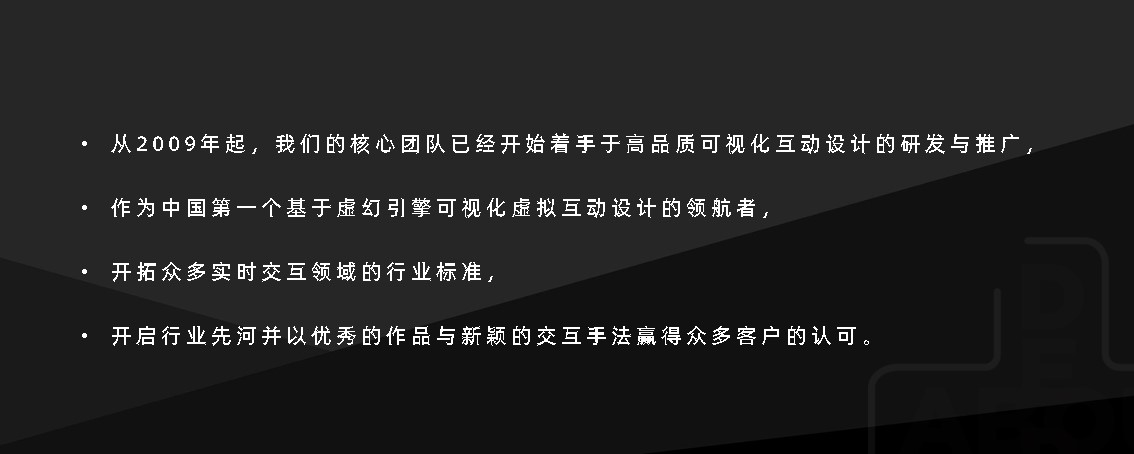 • 从2009年起，我们的核心团队已经开始着手于高品质可视化互动设计的研发与推广，
• 作为中国第一个基于虚幻引擎可视化虚拟互动设计的领航者，
• 开拓众多实时交互领域的行业标准，
• 开启行业先河并以优秀的作品与新颖的交互手法赢得众多客户的认可。